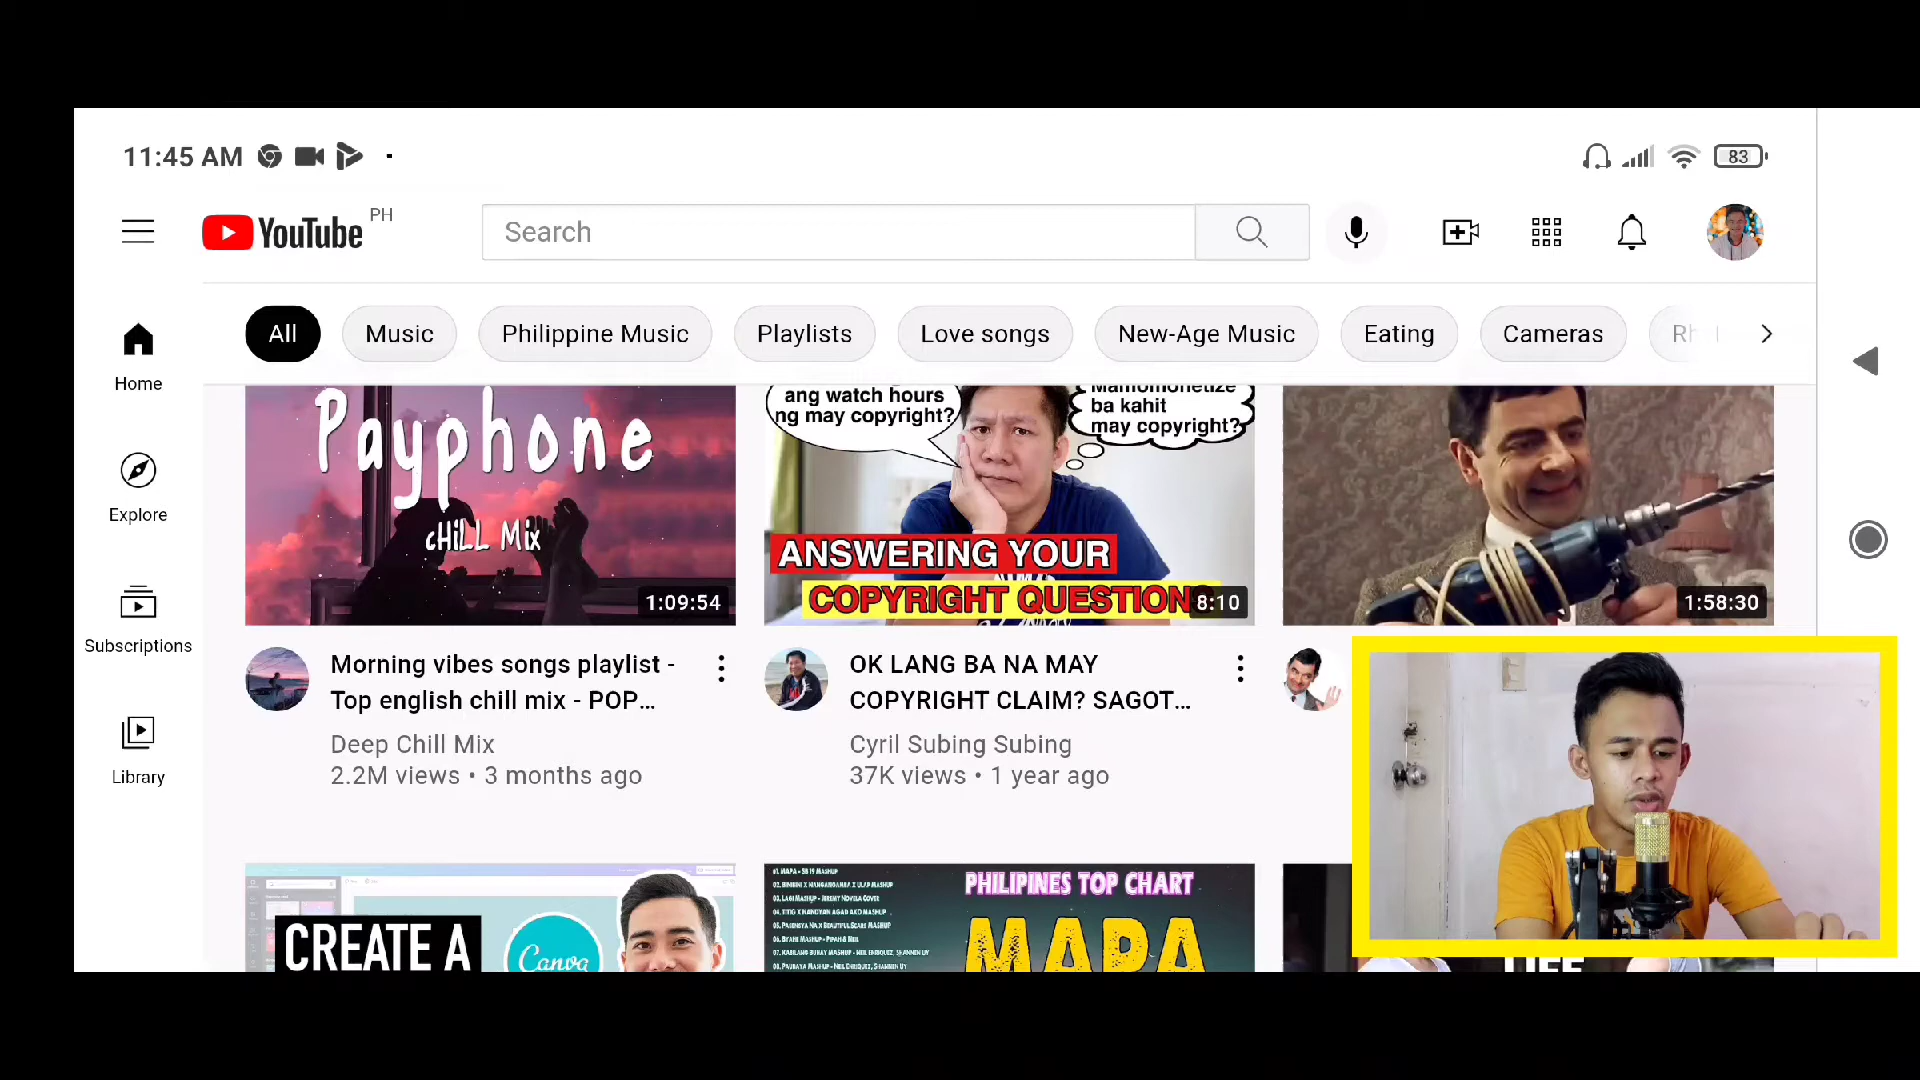 11:45 AM
83
YouTube PH
Search
All
Music
Philippine Music
Playlists
Love songs
New-Age Music
Eating
Cameras
Home
Explore
Subscriptions
Library
Payphone
cHiLL Mix
1:09:54
ang watch hours
ng may copyright?
Mamomonetize
ba kahit
may copyright?
ANSWERING YOUR
COPYRIGHT QUESTION
8:10
1:58:30
Morning vibes songs playlist -
Top english chill mix - POP...
Deep Chill Mix
2.2M views • 3 months ago
OK LANG BA NA MAY
COPYRIGHT CLAIM? SAGOT...
Cyril Subing Subing
37K views • 1 year ago
CREATE A
Canva
PHILIPINES TOP CHART
MAPA